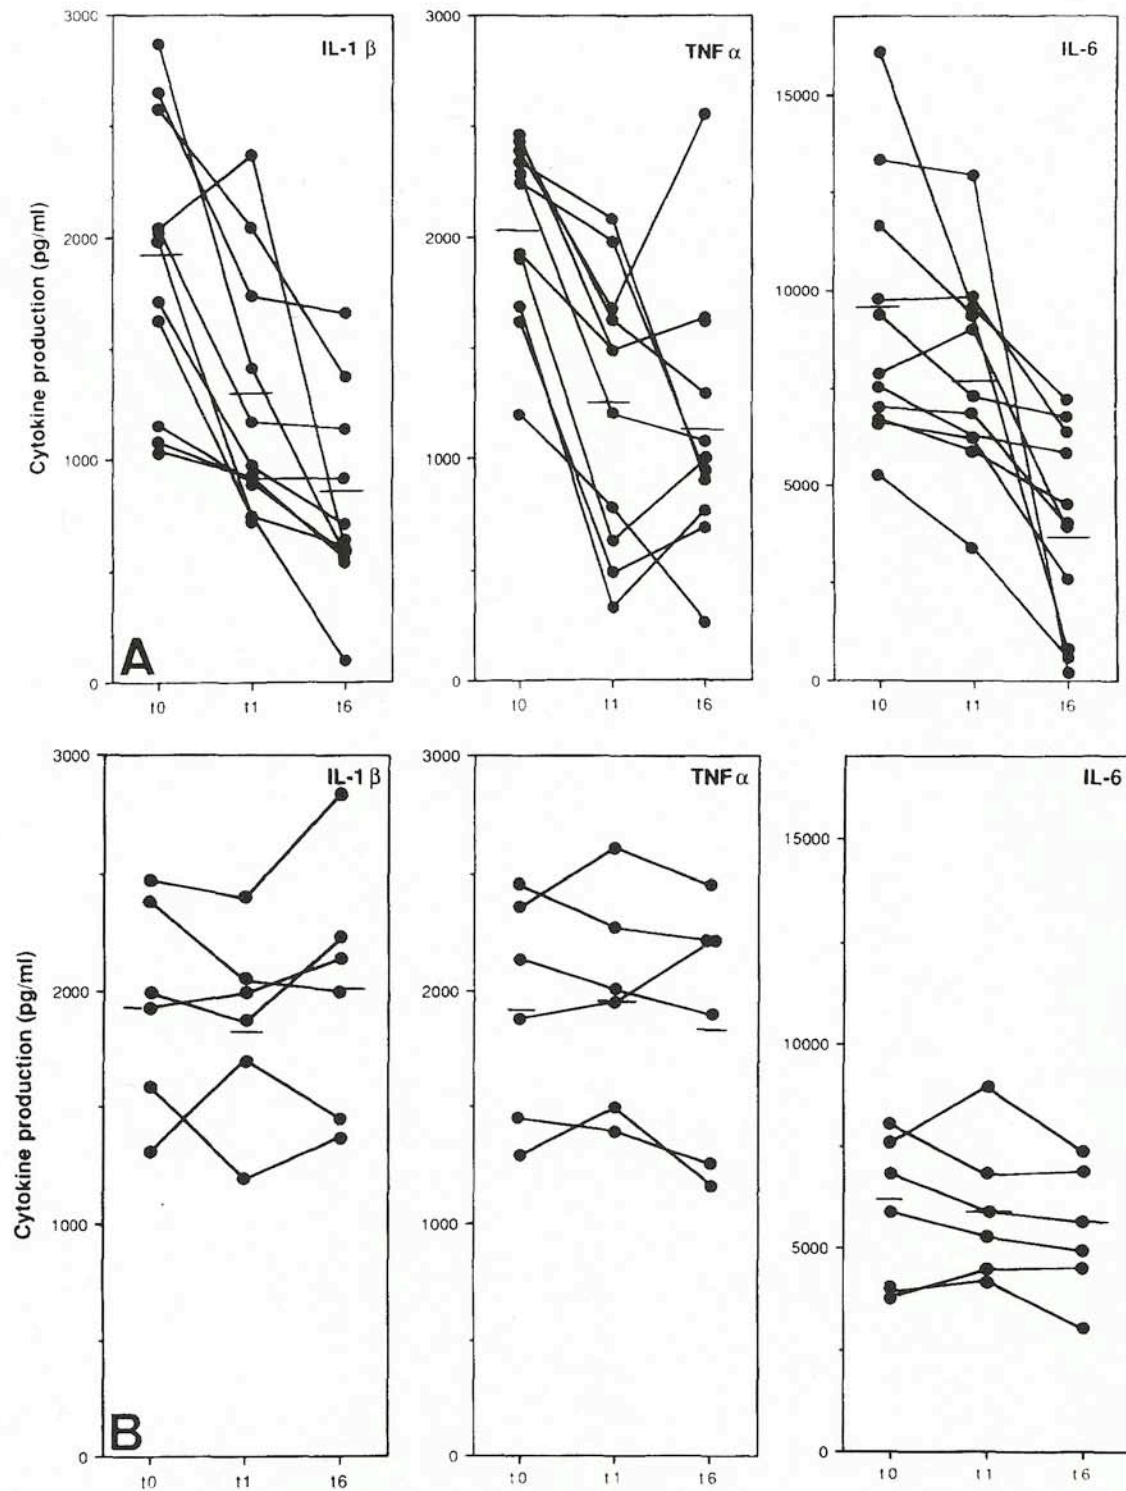 Cytokine production (pg/ml)
3000
2000
1000
0
IL-1 β
A
t0
t1
t6
3000
2000
1000
0
TNF α
t0
t1
t6
15000
10000
5000
0
IL-6
t0
t1
t6
Cytokine production (pg/ml)
3000
2000
1000
0
IL-1 β
B
t0
t1
t6
3000
2000
1000
0
TNF α
t0
t1
t6
15000
10000
5000
0
IL-6
t0
t1
t6